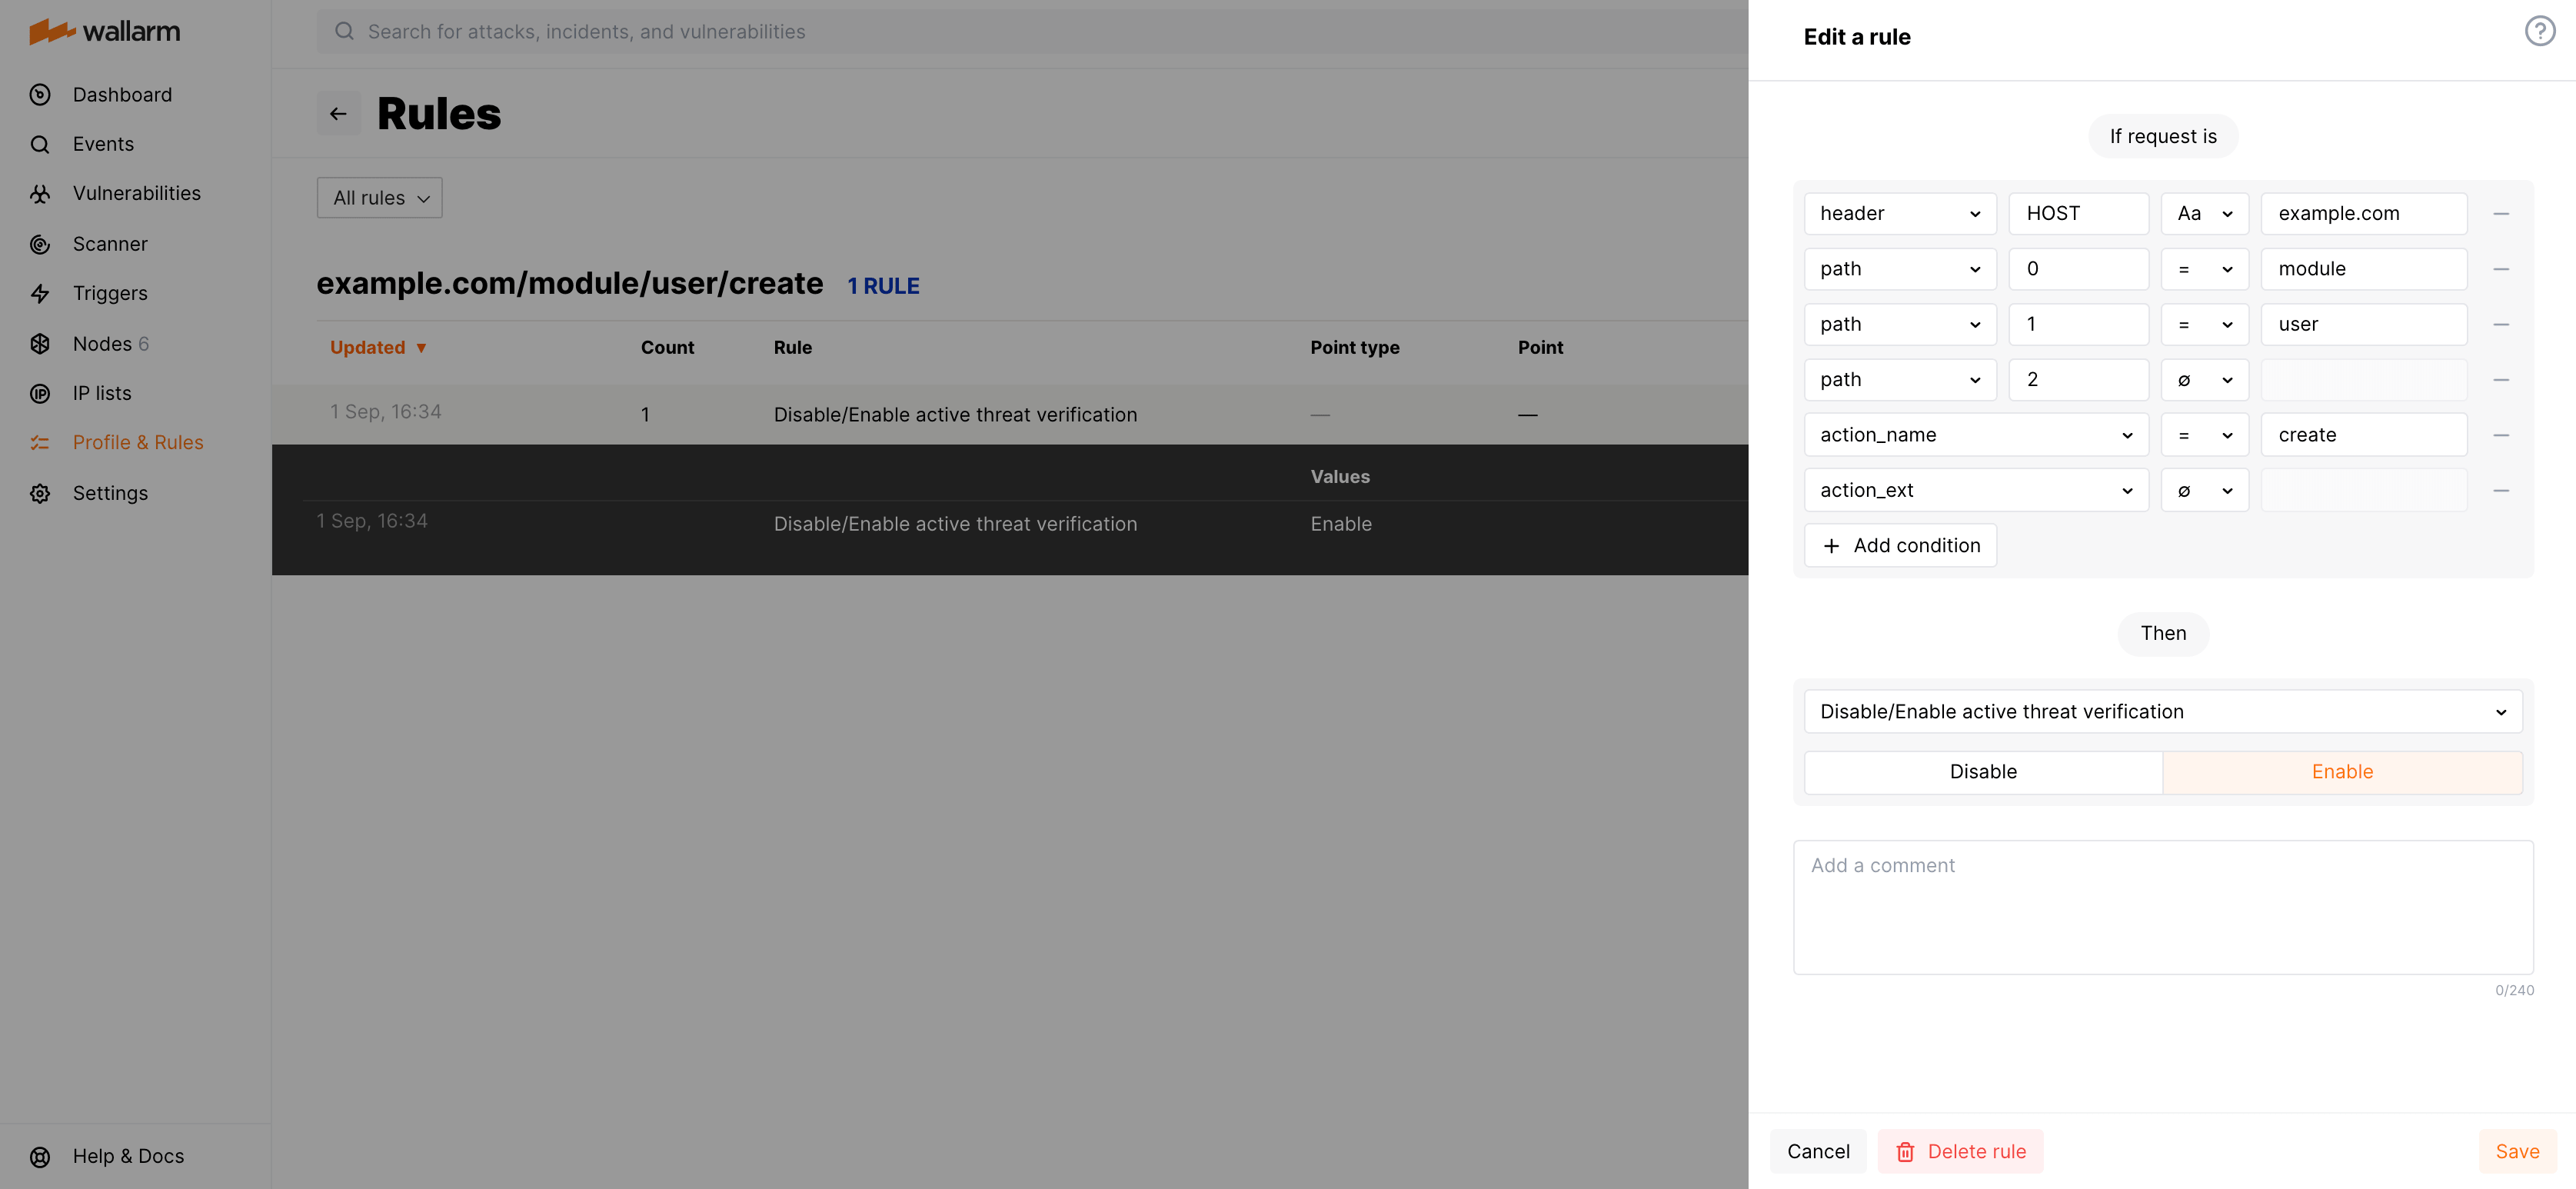 wallarm
Dashboard
Events
Vulnerabilities
Scanner
Triggers
Nodes 6
IP lists
Profile & Rules
Settings
Help & Docs
Search for attacks, incidents, and vulnerabilities
Rules
All rules
example.com/module/user/create 1 RULE
Updated ▼ Count Rule Point type Point
1 Sep, 16:34 1 Disable/Enable active threat verification — —
Values
1 Sep, 16:34 Disable/Enable active threat verification Enable
Edit a rule
If request is
header HOST Aa example.com
path 0 = module
path 1 = user
path 2 ∅
action_name = create
action_ext ∅
+ Add condition
Then
Disable/Enable active threat verification
Disable Enable
Add a comment
0/240
Cancel Delete rule Save